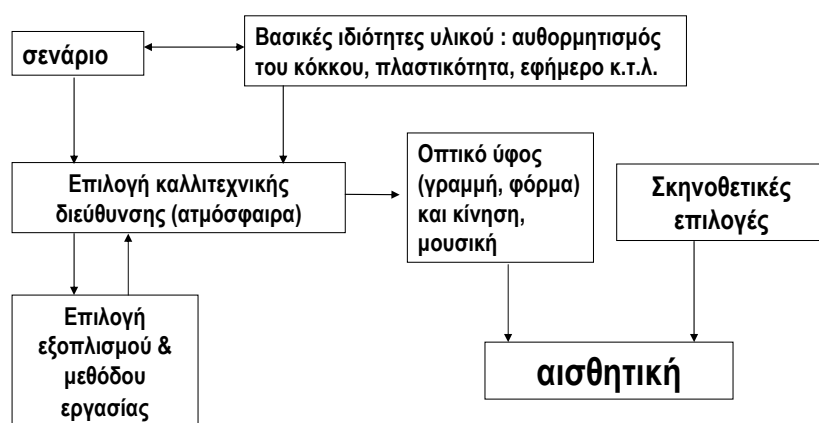 σενάριο
Βασικές ιδιότητες υλικού : αυθορμητισμός
του κόκκου, πλαστικότητα, εφήμερο κ.τ.λ.
Επιλογή καλλιτεχνικής
διεύθυνσης (ατμόσφαιρα)
Οπτικό ύφος
(γραμμή, φόρμα)
και κίνηση,
μουσική
Σκηνοθετικές
επιλογές
Επιλογή
εξοπλισμού &
μεθόδου
εργασίας
αισθητική